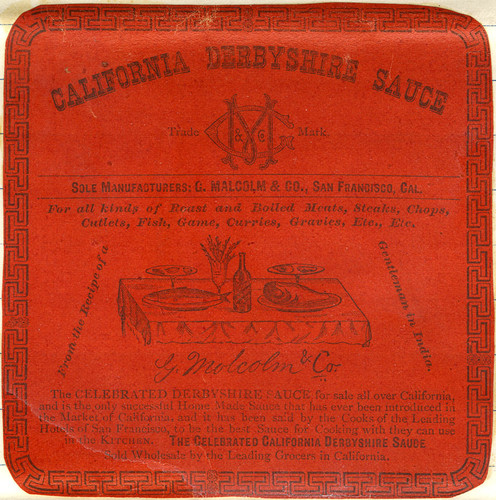 CALIFORNIA DERBYSHIRE SAUCE
Trade Mark.
G M & Co
SOLE MANUFACTURERS: G. MALCOLM & CO., SAN FRANCISCO, CAL.
For all kinds of Roast and Boiled Meats, Steaks, Chops,
Cutlets, Fish, Game, Curries, Gravies, Etc., Etc.
From the Recipe of a
Gentleman in India.
G. Malcolm & Co.
The CELEBRATED DERBYSHIRE SAUCE for sale all over California,
and is the only successful Home Made Sauce that has ever been introduced in
the Market of California: and it has been said by the Cooks of the Leading
Hotels of San Francisco, to be the best Sauce for Cooking with they can use
in the KITCHEN. THE CELEBRATED CALIFORNIA DERBYSHIRE SAUDE
Sold Wholesale by the Leading Grocers in California.